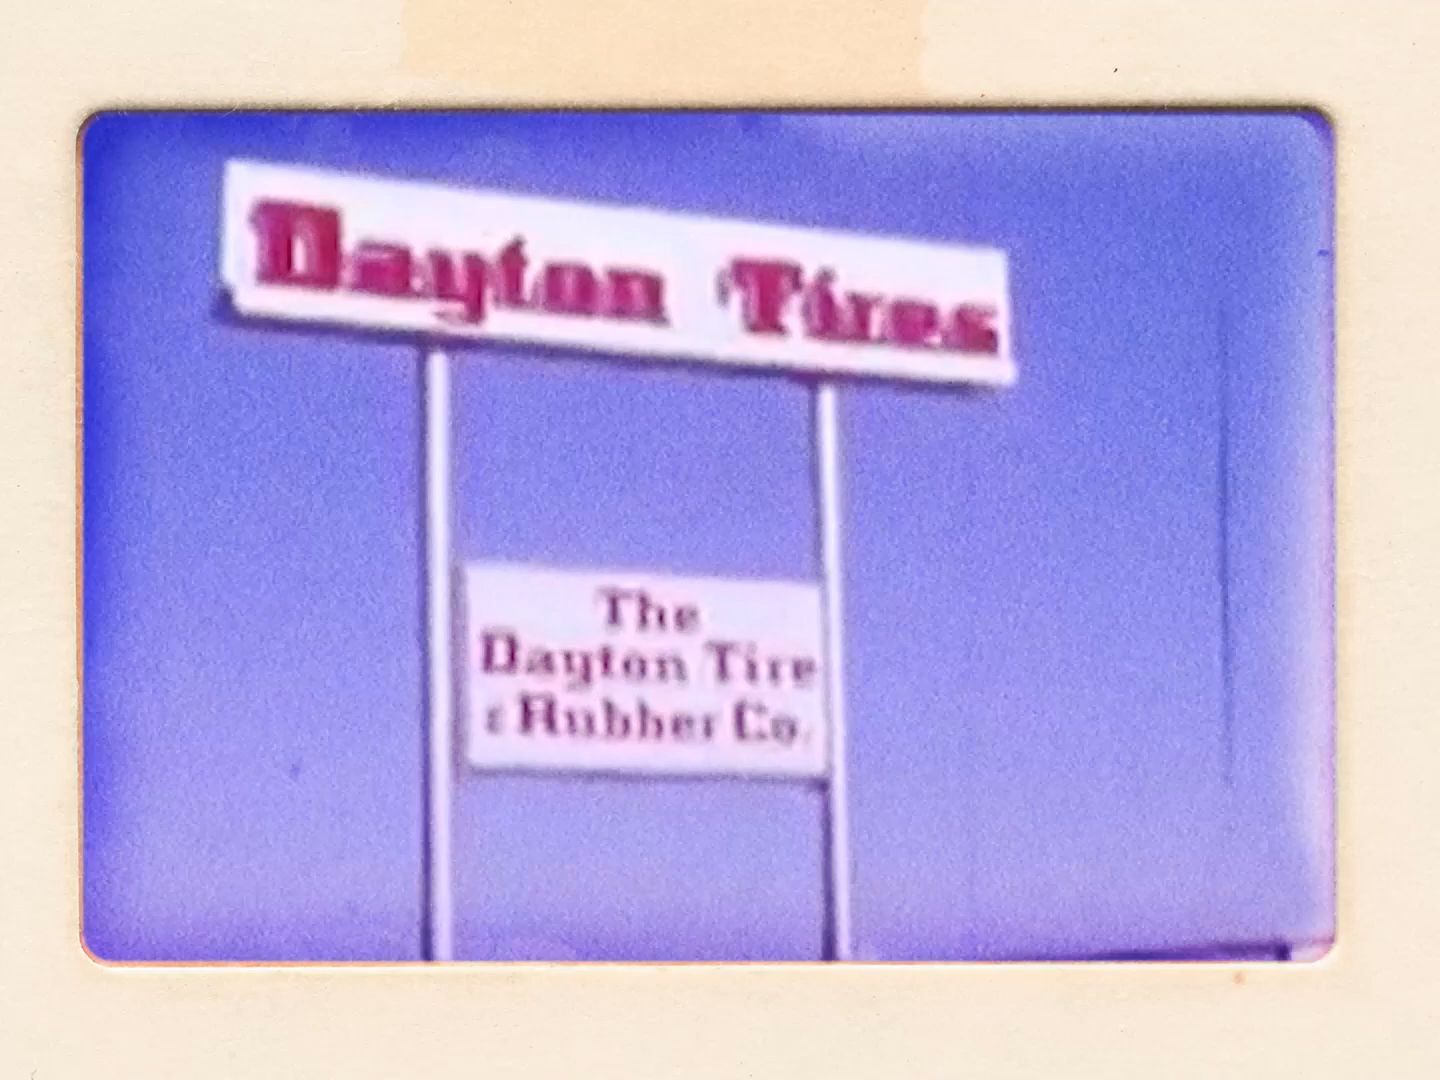 Dayton Tires
The
Dayton Tire
& Rubber Co.